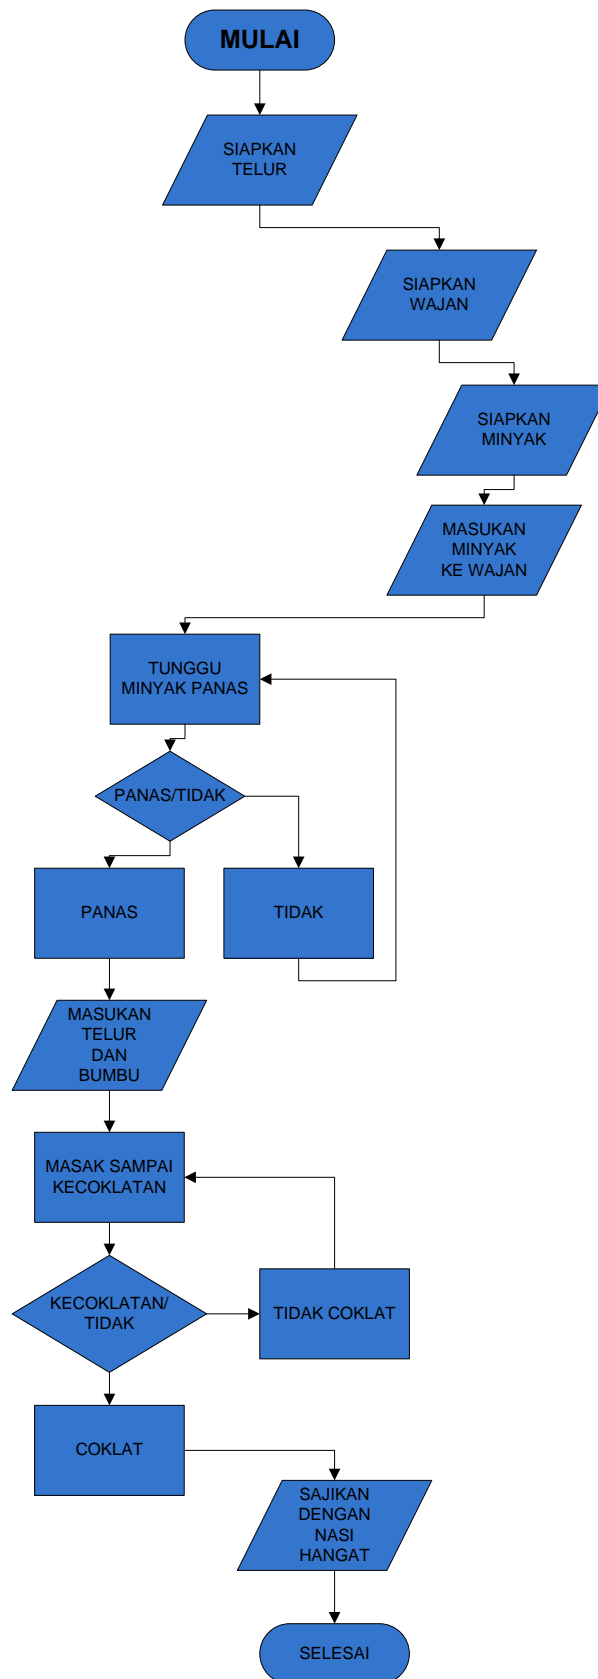 MULAI
SIAPKAN
TELUR
SIAPKAN
WAJAN
SIAPKAN
MINYAK
MASUKAN
MINYAK
KE WAJAN
TUNGGU
MINYAK PANAS
PANAS/TIDAK
PANAS
TIDAK
MASUKAN
TELUR
DAN
BUMBU
MASAK SAMPAI
KECOKLATAN
KECOKLATAN/
TIDAK
TIDAK COKLAT
COKLAT
SAJIKAN
DENGAN
NASI
HANGAT
SELESAI